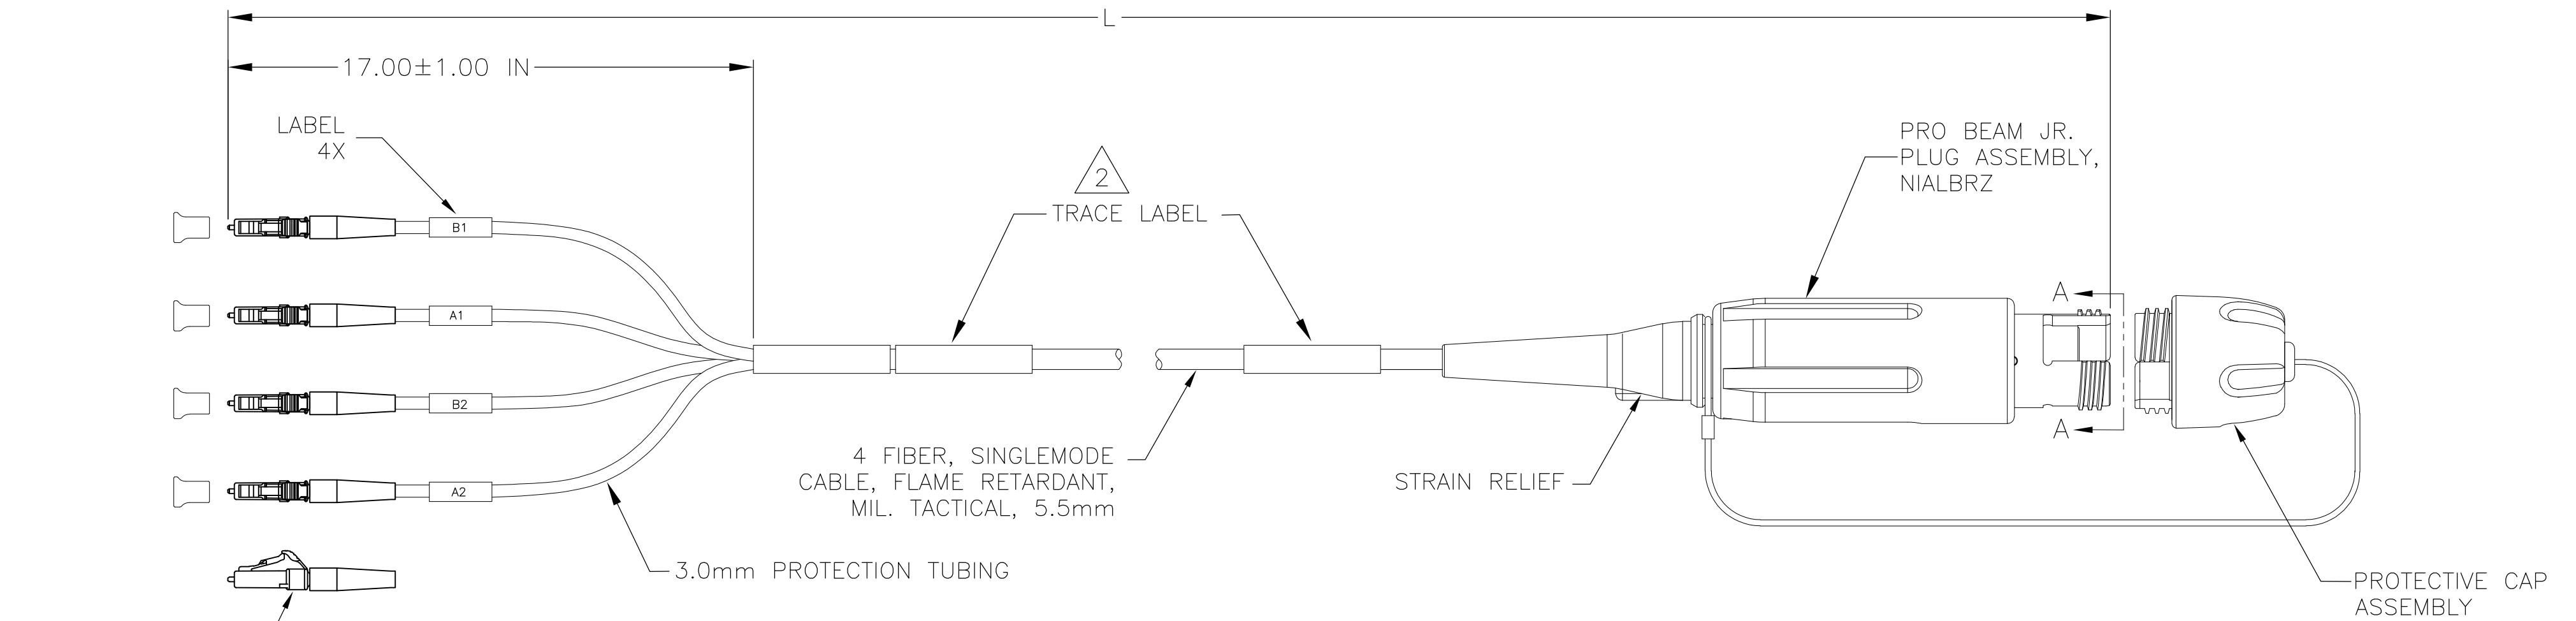 L
17.00±1.00 IN
LABEL
4X
PRO BEAM JR.
PLUG ASSEMBLY,
NIALBRZ
2
TRACE LABEL
B1
A1
B2
A2
A
A
4 FIBER, SINGLEMODE
CABLE, FLAME RETARDANT,
MIL. TACTICAL, 5.5mm
STRAIN RELIEF
3.0mm PROTECTION TUBING
PROTECTIVE CAP
ASSEMBLY